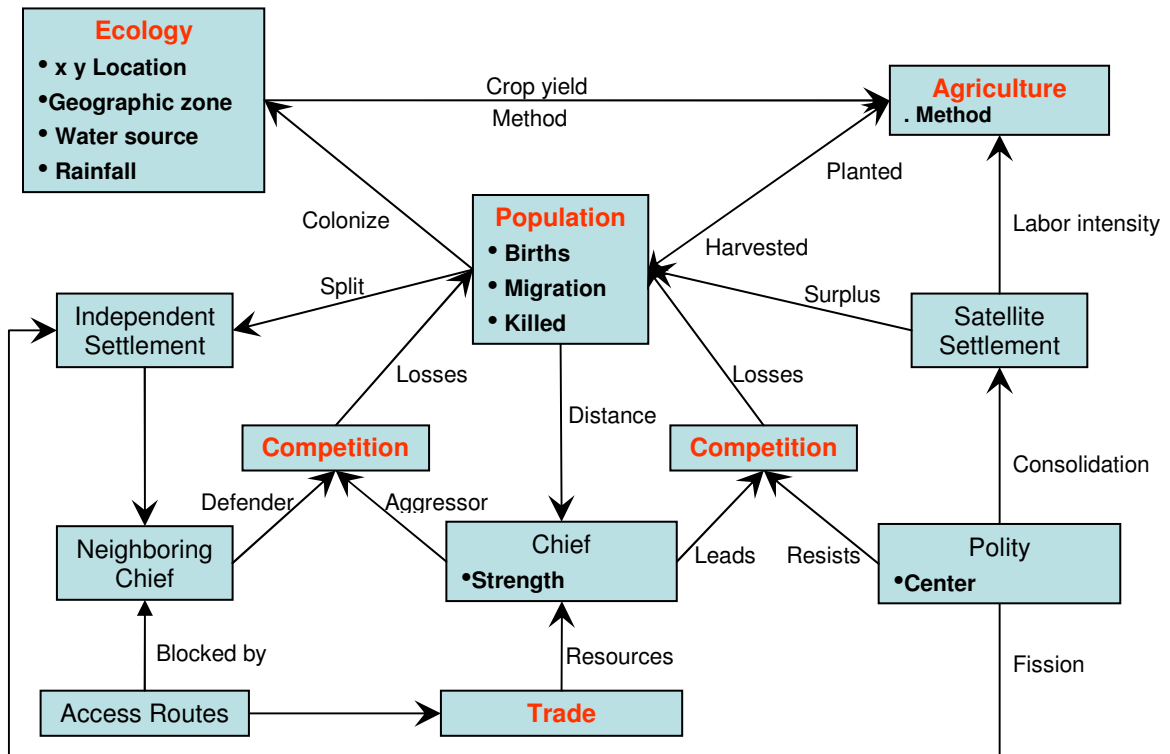 Ecology
• x y Location
•Geographic zone
• Water source
• Rainfall
Crop yield
Method
Agriculture
. Method
Colonize
Population
• Births
• Migration
• Killed
Planted
Harvested
Labor intensity
Split
Surplus
Independent
Settlement
Satellite
Settlement
Losses
Distance
Losses
Competition
Competition
Consolidation
Defender
Aggressor
Neighboring
Chief
Chief
•Strength
Leads
Resists
Polity
•Center
Blocked by
Resources
Fission
Access Routes
Trade